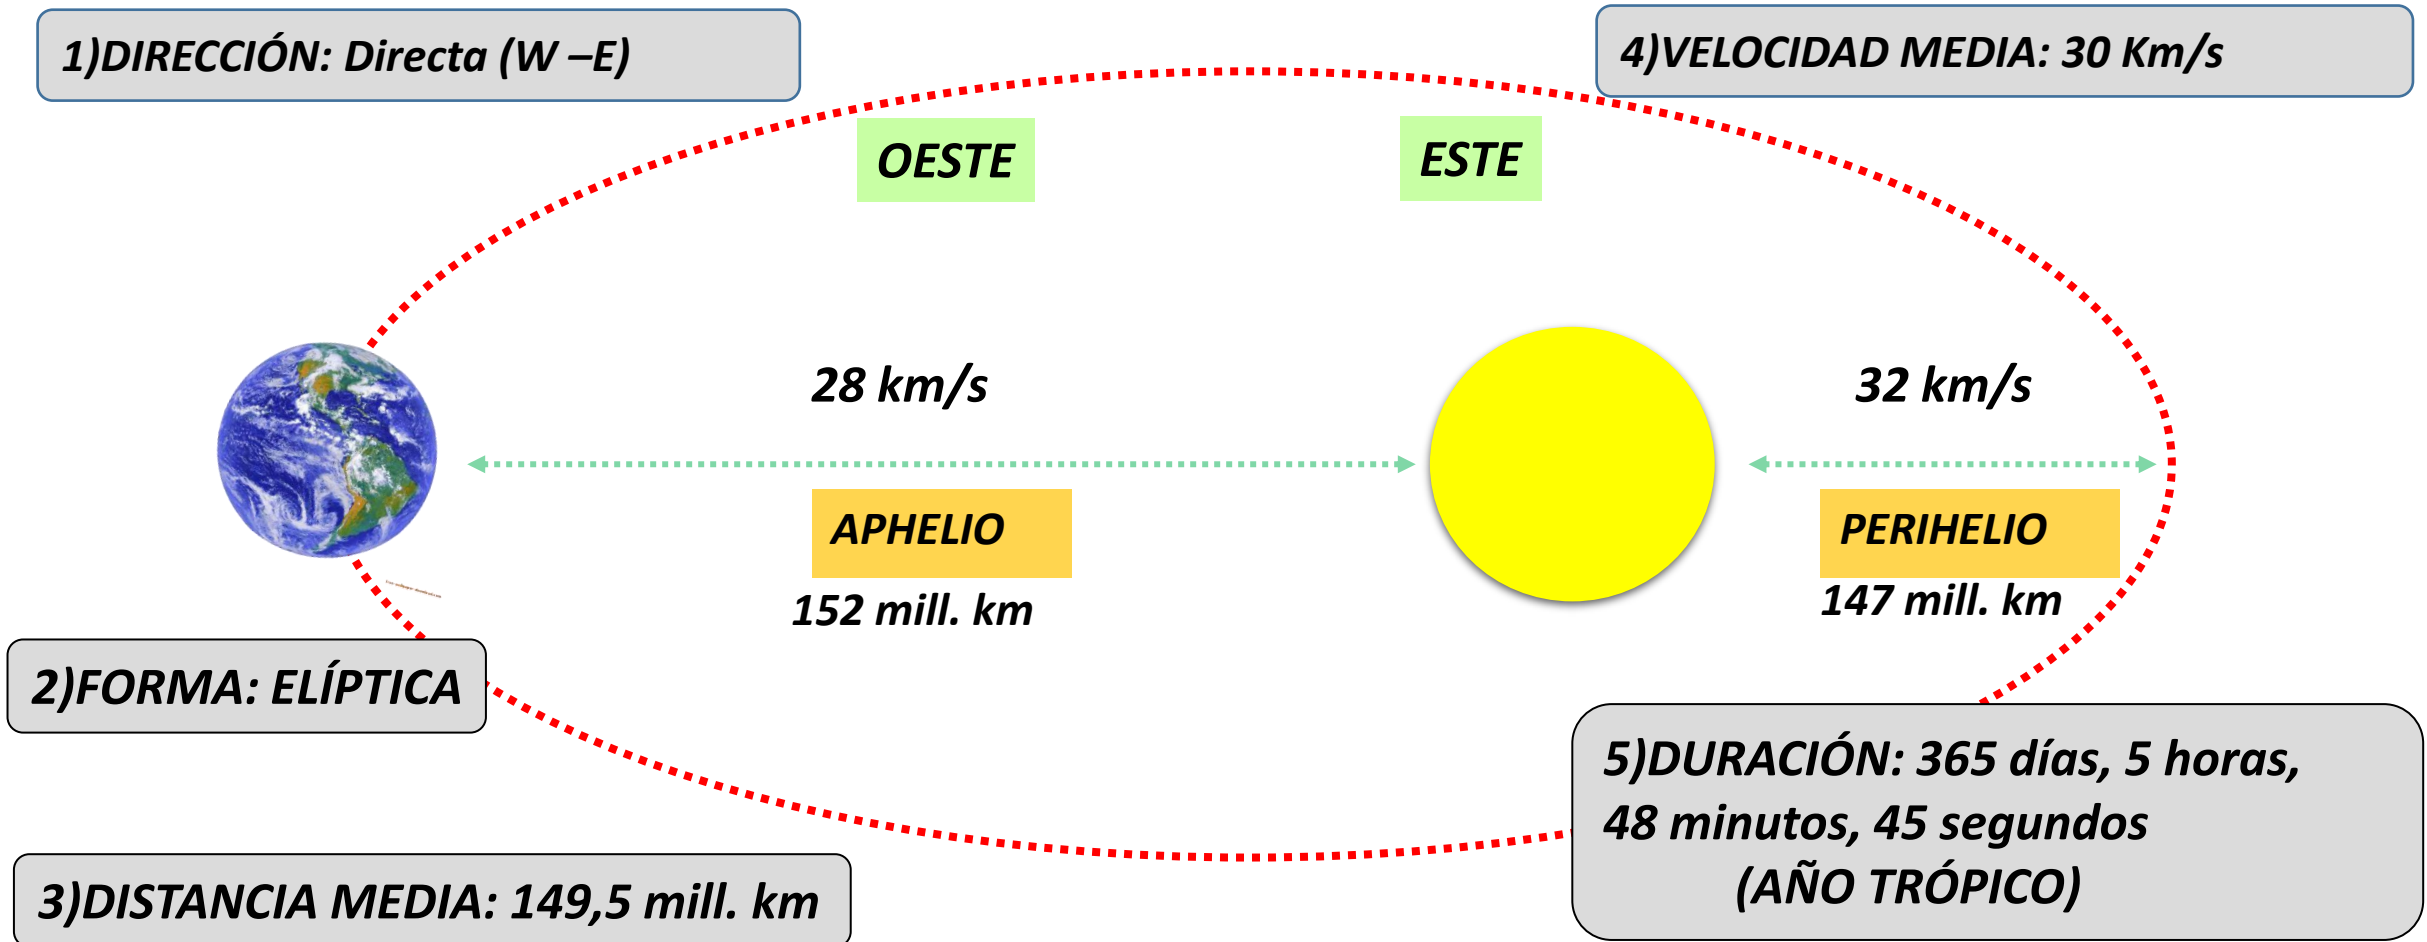 1)DIRECCIÓN: Directa (W –E)
4)VELOCIDAD MEDIA: 30 Km/s
OESTE
ESTE
28 km/s
32 km/s
APHELIO
PERIHELIO
152 mill. km
147 mill. km
2)FORMA: ELÍPTICA
5)DURACIÓN: 365 días, 5 horas,
48 minutos, 45 segundos
(AÑO TRÓPICO)
3)DISTANCIA MEDIA: 149,5 mill. km